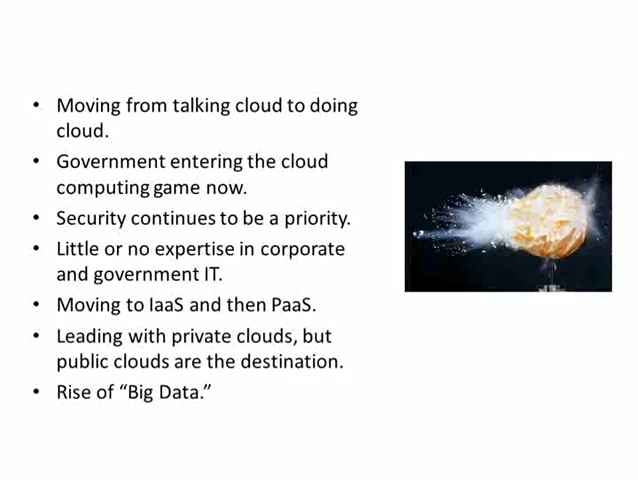 • Moving from talking cloud to doing
cloud.
• Government entering the cloud
computing game now.
• Security continues to be a priority.
• Little or no expertise in corporate
and government IT.
• Moving to IaaS and then PaaS.
• Leading with private clouds, but
public clouds are the destination.
• Rise of “Big Data.”